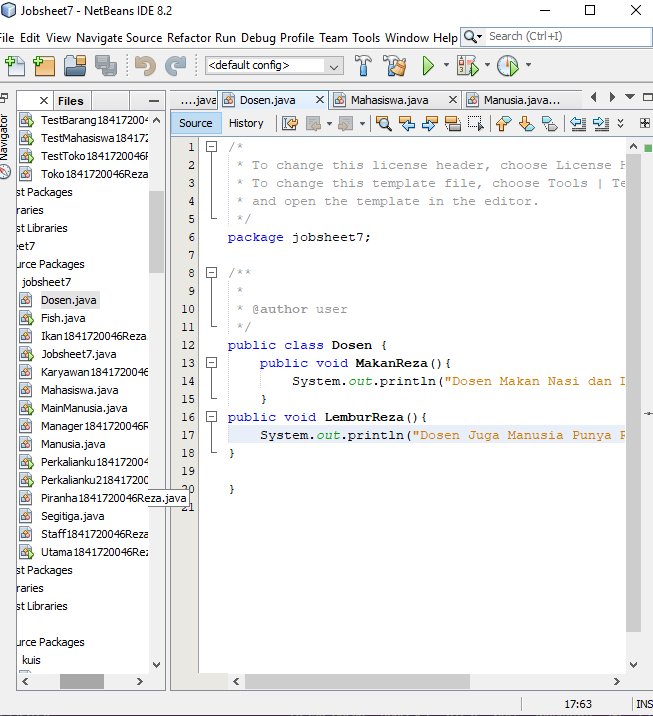 Jobsheet7 - NetBeans IDE 8.2
File Edit View Navigate Source Refactor Run Debug Profile Team Tools Window Help
Search (Ctrl+I)
<default config>
Files
....java
Dosen.java
Mahasiswa.java
Manusia.java...
Navigator
Source
History
TestBarang184172004
TestMahasiswa18417
TestToko1841720046
Toko1841720046Reza
st Packages
raries
st Libraries
eet7
urce Packages
jobsheet7
Dosen.java
Fish.java
Ikan1841720046Reza
Jobsheet7.java
Karyawan1841720046
Mahasiswa.java
MainManusia.java
Manager1841720046R
Manusia.java
Perkalianku18417200
Perkalianku21841720
Piranha1841720046Reza.java
Segitiga.java
Staff1841720046Reza
Utama1841720046Rez
st Packages
raries
st Libraries
urce Packages
kuis
1 /*
2 * To change this license header, choose License H
3 * To change this template file, choose Tools | Te
4 * and open the template in the editor.
5 */
6 package jobsheet7;
7
8 /**
9 *
10 * @author user
11 */
12 public class Dosen {
13 public void MakanReza(){
14 System.out.println("Dosen Makan Nasi dan
15 }
16 public void LemburReza(){
17 System.out.println("Dosen Juga Manusia Punya R
18 }
19
20 }
21
17:63
INS